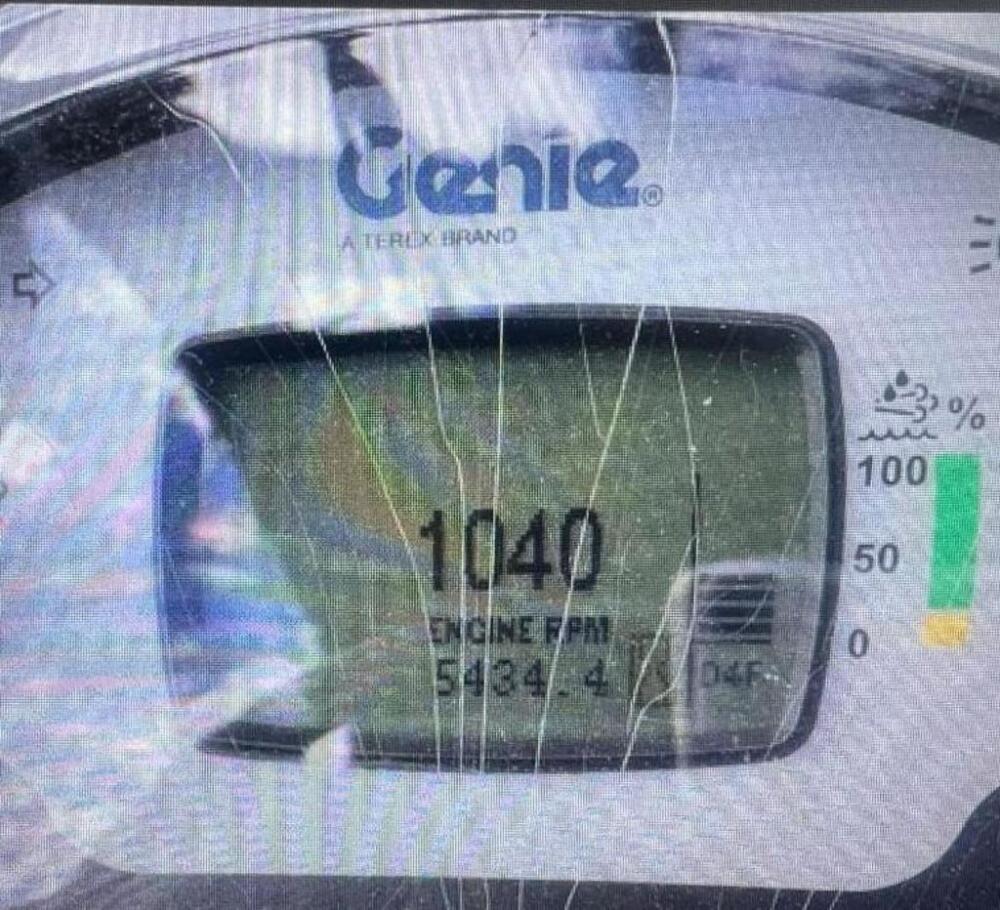 Genie®
A TEREX BRAND
%
100
50
0
1040
ENGINE RPM
5434.4